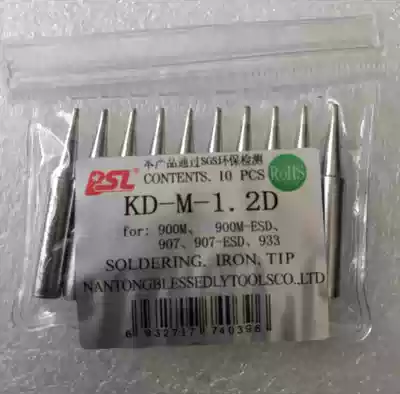 本产品通过SGS环保检测
BSL CONTENTS. 10 PCS RoHS
KD-M-1.2D
for: 900M、 900M-ESD、
907、907-ESD、933
SOLDERING. IRON, TIP
NANTONGBLESSEDLYTOOLSCO.,LTD
6 932717 740396